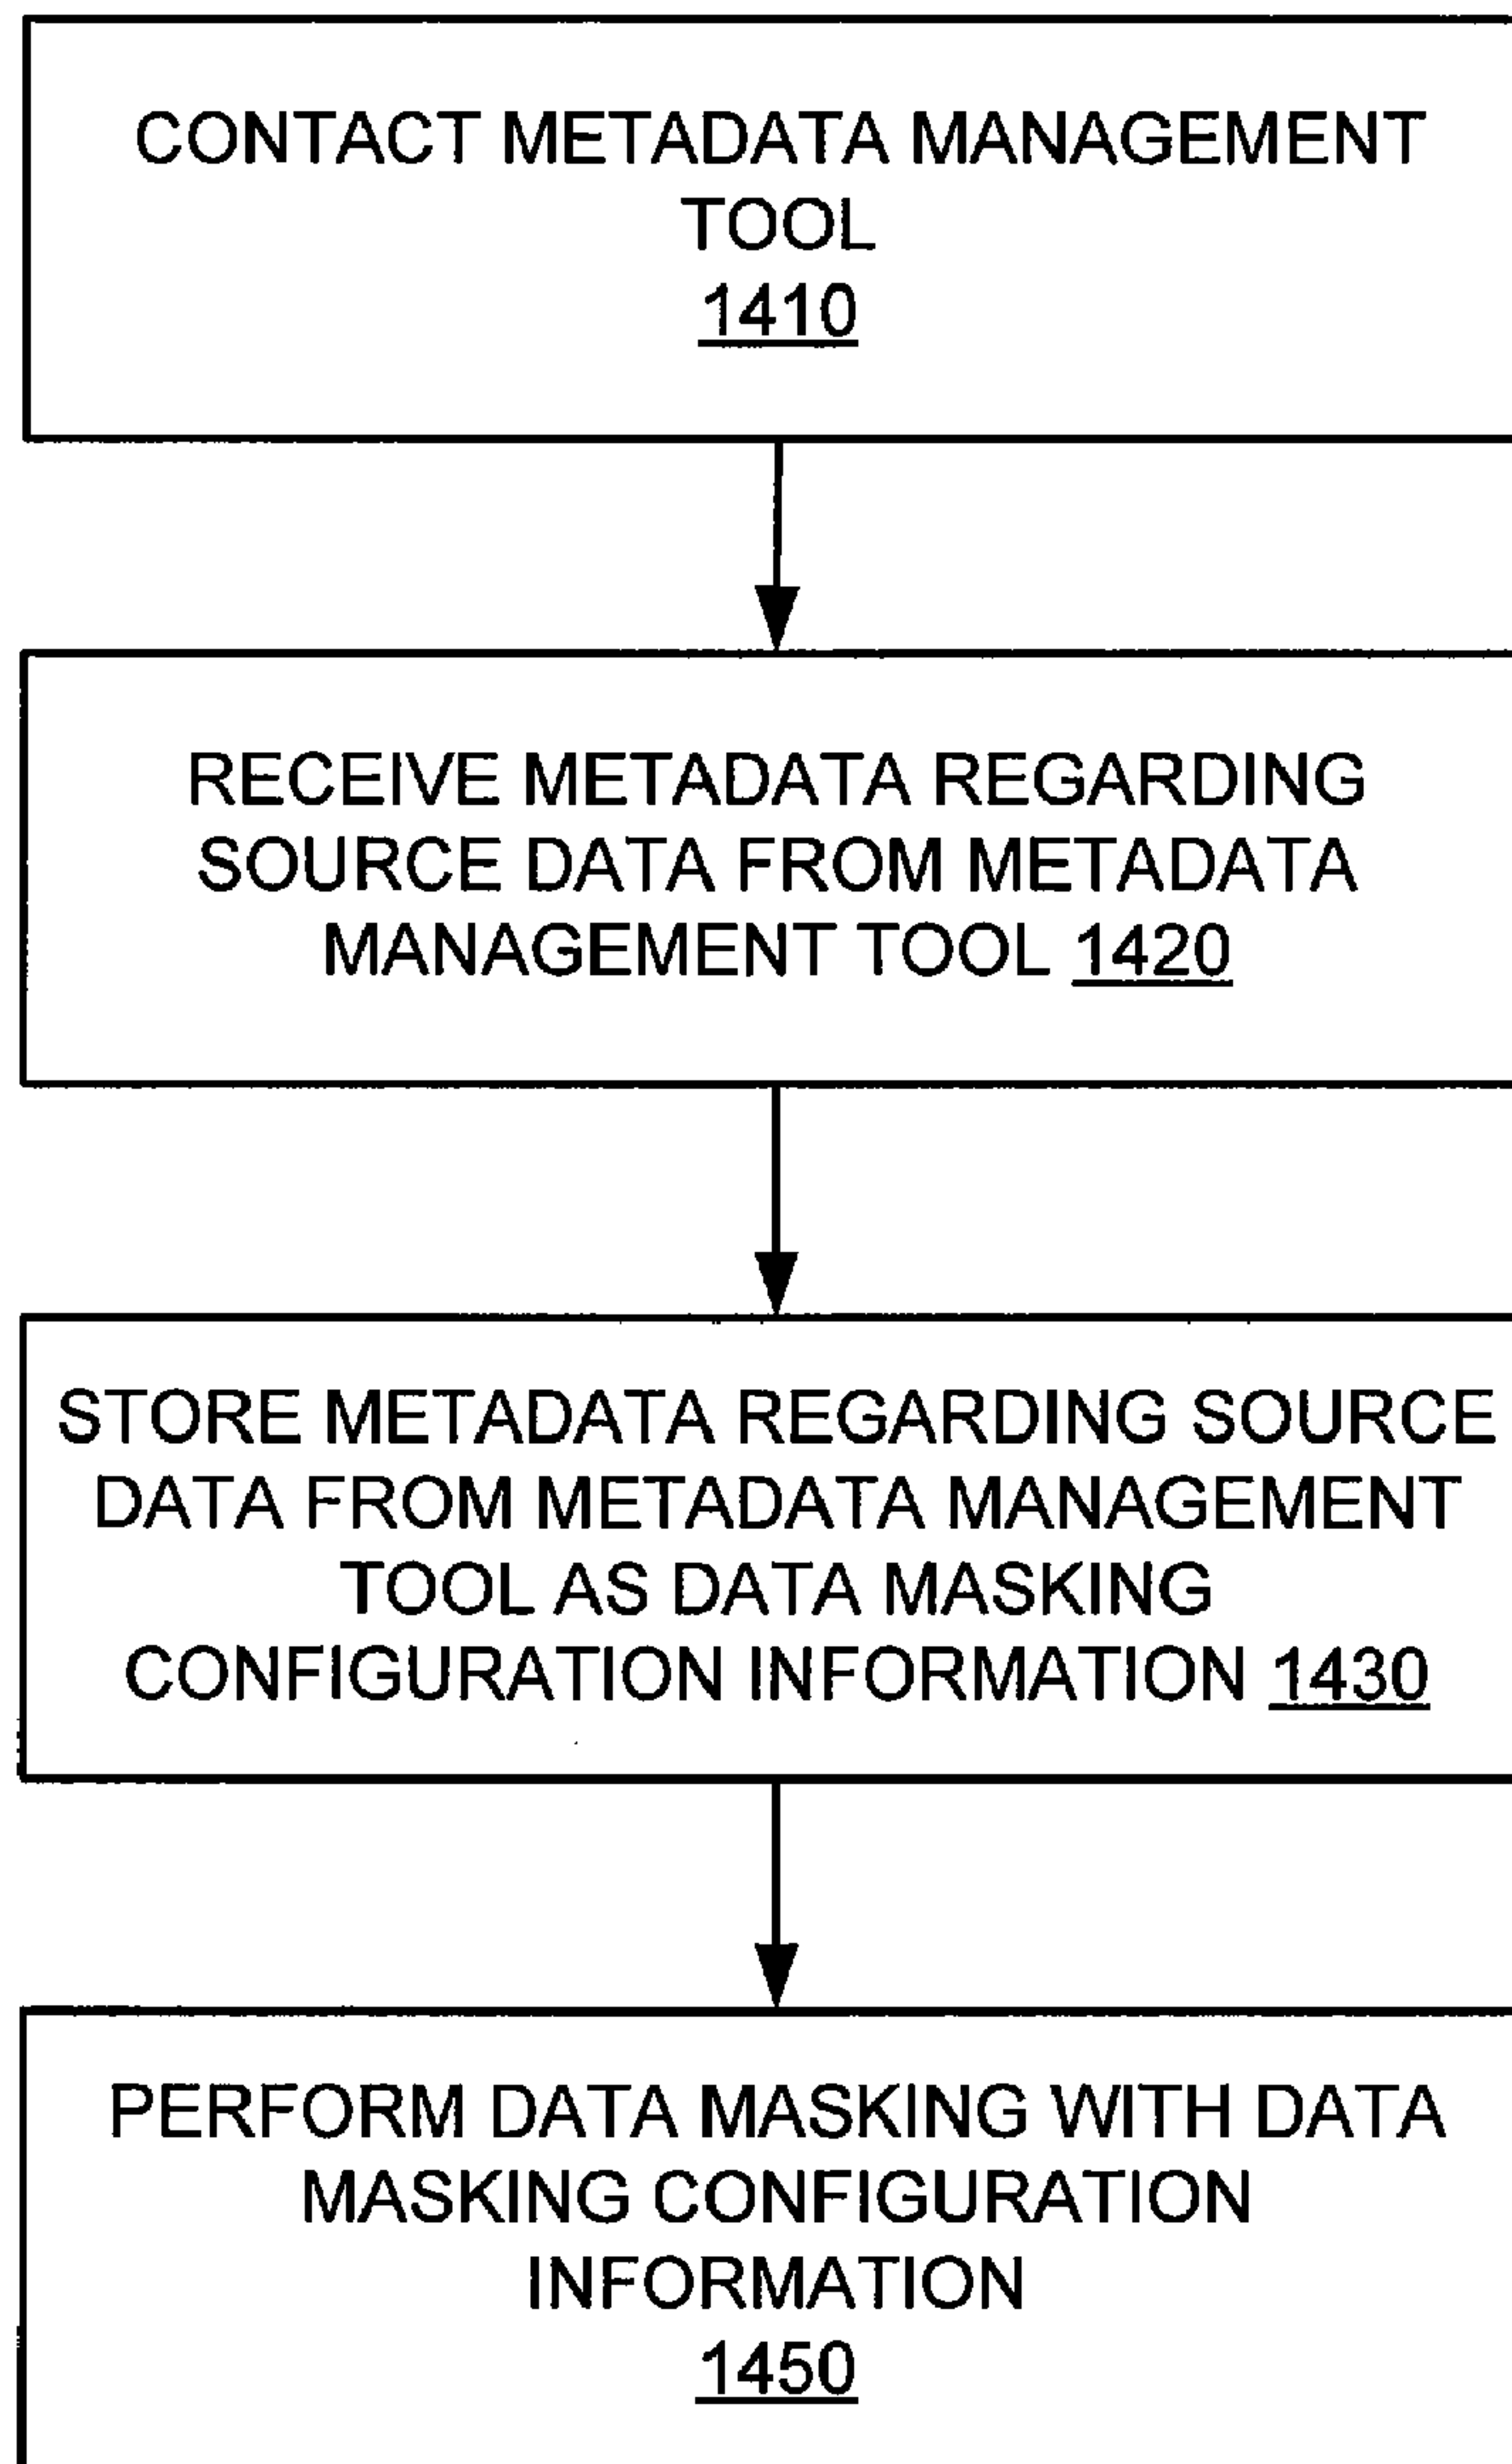 CONTACT METADATA MANAGEMENT
TOOL
1410
RECEIVE METADATA REGARDING
SOURCE DATA FROM METADATA
MANAGEMENT TOOL 1420
STORE METADATA REGARDING SOURCE
DATA FROM METADATA MANAGEMENT
TOOL AS DATA MASKING
CONFIGURATION INFORMATION 1430
PERFORM DATA MASKING WITH DATA
MASKING CONFIGURATION
INFORMATION
1450